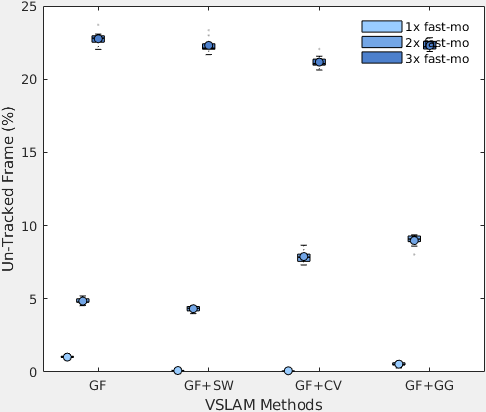 25
20
15
10
5
0
Un-Tracked Frame (%)
1x fast-mo
2x fast-mo
3x fast-mo
GF
GF+SW
GF+CV
GF+GG
VSLAM Methods